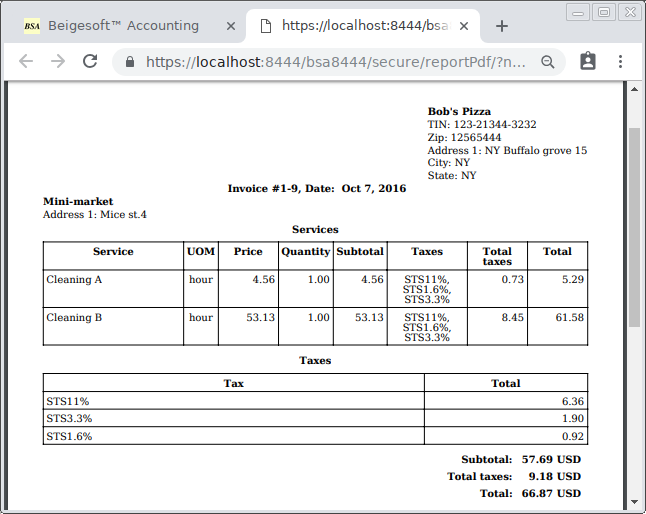 BSA Beigesoft™ Accounting
https://localhost:8444/bsa
https://localhost:8444/bsa8444/secure/reportPdf/?n...
Bob's Pizza
TIN: 123-21344-3232
Zip: 12565444
Address 1: NY Buffalo grove 15
City: NY
State: NY
Invoice #1-9, Date: Oct 7, 2016
Mini-market
Address 1: Mice st.4
Services
Service UOM Price Quantity Subtotal Taxes Total taxes Total
Cleaning A hour 4.56 1.00 4.56 STS11%, STS1.6%, STS3.3% 0.73 5.29
Cleaning B hour 53.13 1.00 53.13 STS11%, STS1.6%, STS3.3% 8.45 61.58
Taxes
Tax Total
STS11% 6.36
STS3.3% 1.90
STS1.6% 0.92
Subtotal: 57.69 USD
Total taxes: 9.18 USD
Total: 66.87 USD